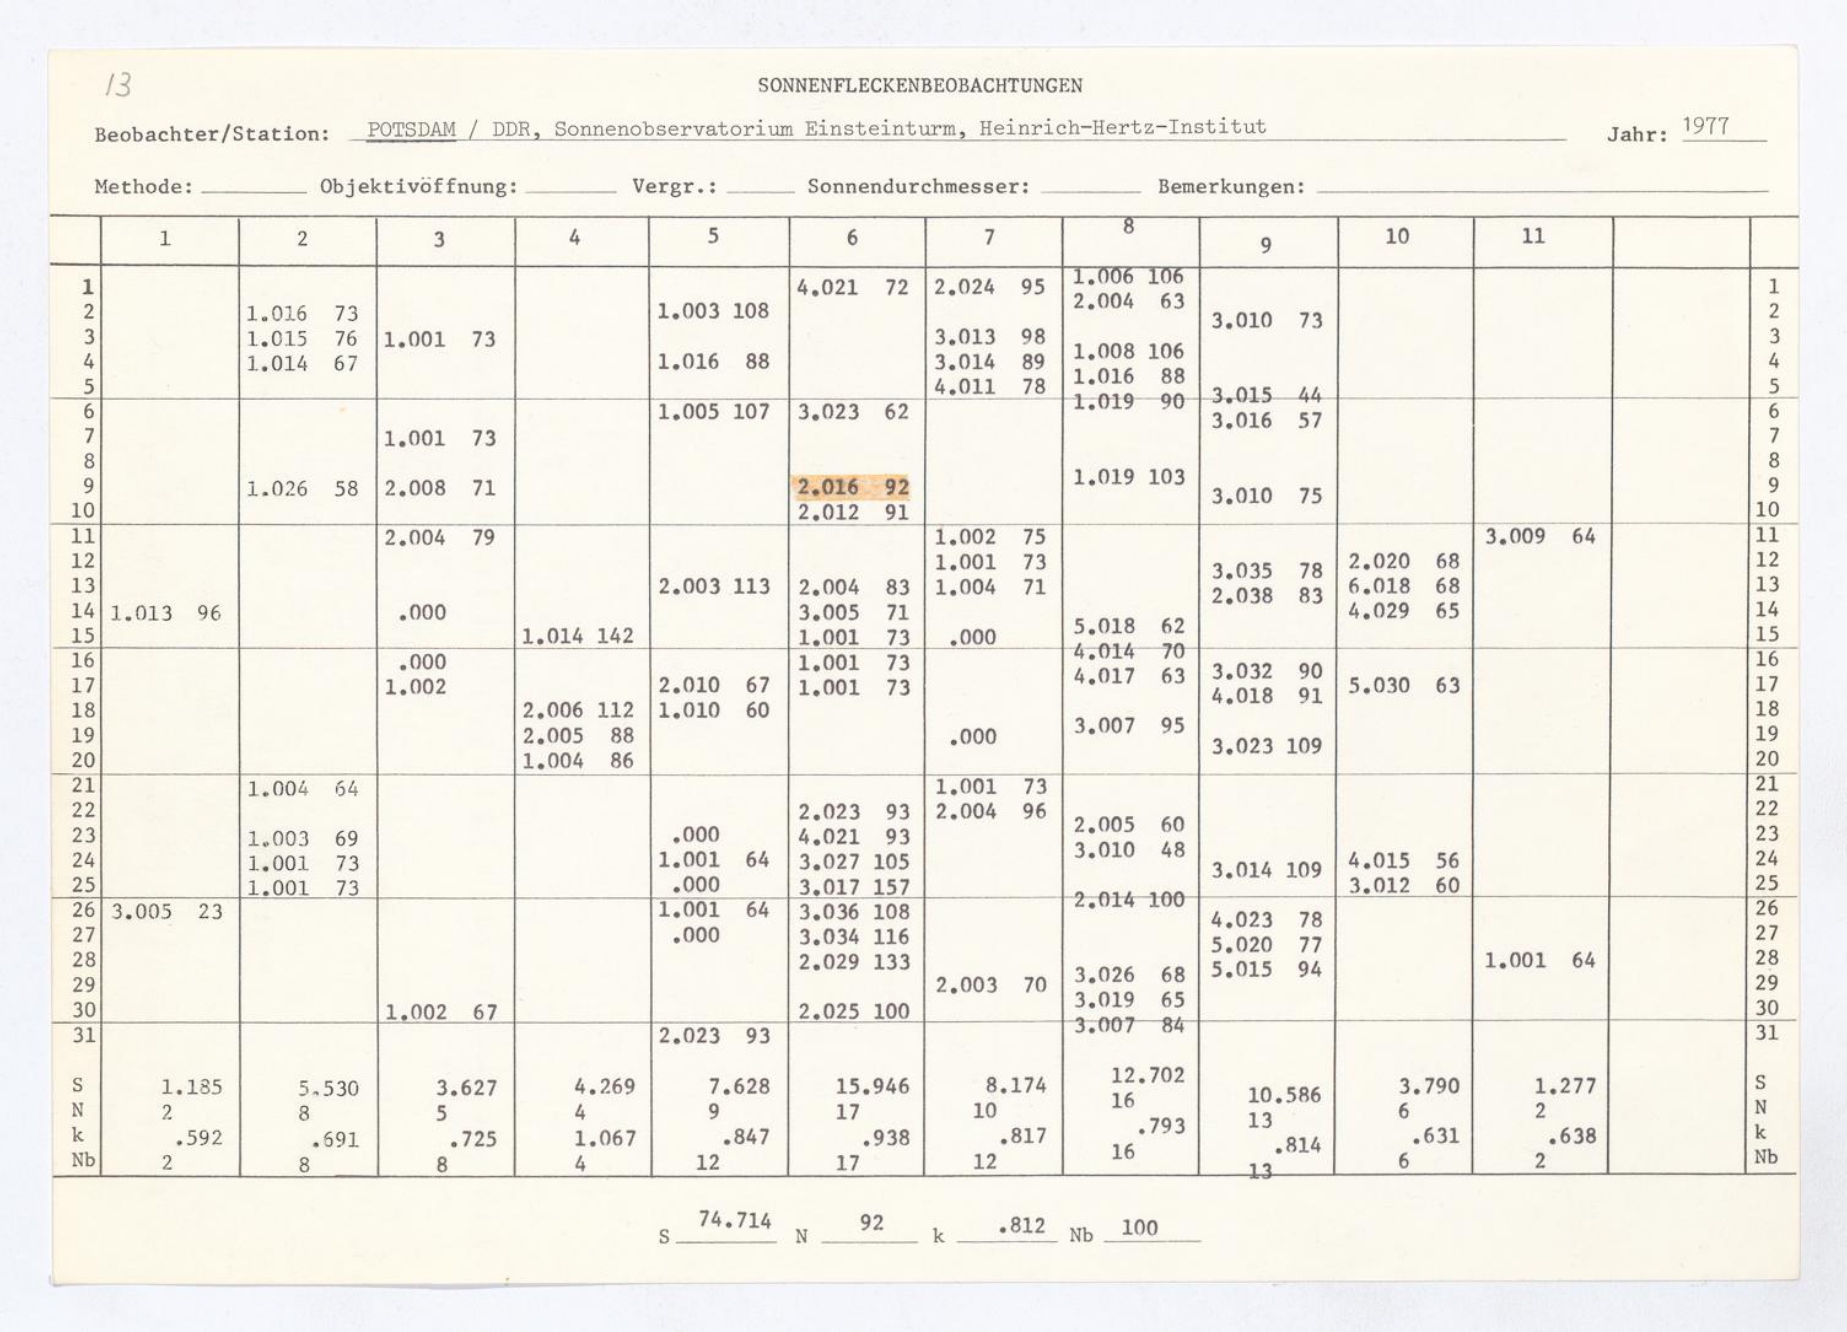 13
SONNENFLECKENBEOBACHTUNGEN
Beobachter/Station: POTSDAM / DDR, Sonnenobservatorium Einsteinturm, Heinrich-Hertz-Institut Jahr: 1977
Methode: Objektivöffnung: Vergr.: Sonnendurchmesser: Bemerkungen:
1 2 3 4 5 6 7 8 9 10 11
1 4.021 72 2.024 95 1.006 106 1
2 1.016 73 1.003 108 2.004 63 3.010 73 2
3 1.015 76 1.001 73 3.013 98 3
4 1.014 67 1.016 88 3.014 89 1.008 106 4
5 4.011 78 1.016 88 3.015 44 5
6 1.005 107 3.023 62 1.019 90 3.016 57 6
7 1.001 73 7
8 8
9 1.026 58 2.008 71 2.016 92 1.019 103 3.010 75 9
10 2.012 91 10
11 2.004 79 1.002 75 3.009 64 11
12 1.001 73 3.035 78 2.020 68 12
13 2.003 113 2.004 83 1.004 71 2.038 83 6.018 68 13
14 1.013 96 .000 3.005 71 4.029 65 14
15 1.014 142 1.001 73 .000 5.018 62 15
16 .000 1.001 73 4.014 70 3.032 90 16
17 1.002 2.010 67 1.001 73 4.017 63 4.018 91 5.030 63 17
18 2.006 112 1.010 60 18
19 2.005 88 .000 3.007 95 3.023 109 19
20 1.004 86 20
21 1.004 64 1.001 73 21
22 2.023 93 2.004 96 22
23 1.003 69 .000 4.021 93 2.005 60 23
24 1.001 73 1.001 64 3.027 105 3.010 48 3.014 109 4.015 56 24
25 1.001 73 .000 3.017 157 3.012 60 25
26 3.005 23 1.001 64 3.036 108 2.014 100 4.023 78 26
27 .000 3.034 116 5.020 77 27
28 2.029 133 5.015 94 1.001 64 28
29 2.003 70 3.026 68 29
30 1.002 67 2.025 100 3.019 65 30
31 2.023 93 3.007 84 31
S 1.185 5.530 3.627 4.269 7.628 15.946 8.174 12.702 10.586 3.790 1.277 S
N 2 8 5 4 9 17 10 16 13 6 2 N
k .592 .691 .725 1.067 .847 .938 .817 .793 .814 .631 .638 k
Nb 2 8 8 4 12 17 12 16 13 6 2 Nb
S 74.714 N 92 k .812 Nb 100